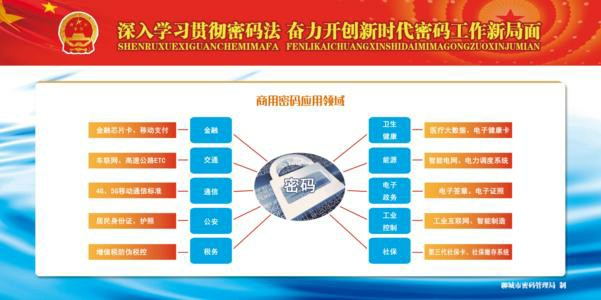 深入学习贯彻密码法 奋力开创新时代密码工作新局面
SHENRUXUEXIGUANCHEMIMAFA FENLIKAICHUANGXINSHIDAIMIMAGONGZUOXINJUMIAN
商用密码应用领域
金融芯片卡、移动支付
金融
车联网、高速公路ETC
交通
4G、5G移动通信标准
通信
居民身份证、护照
公安
增值税防伪税控
税务
密码
卫生
健康
医疗大数据、电子健康卡
能源
智能电网、电力调度系统
电子
政务
电子签章、电子证照
工业
控制
工业互联网、智能制造
社保
第三代社保卡、社保缴存系统
聊城市密码管理局 制